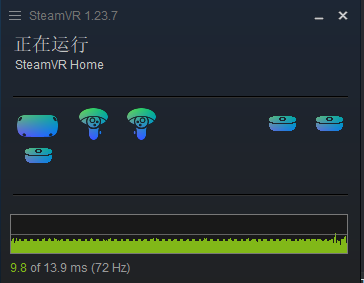 SteamVR 1.23.7
正在运行
SteamVR Home
9.8 of 13.9 ms (72 Hz)